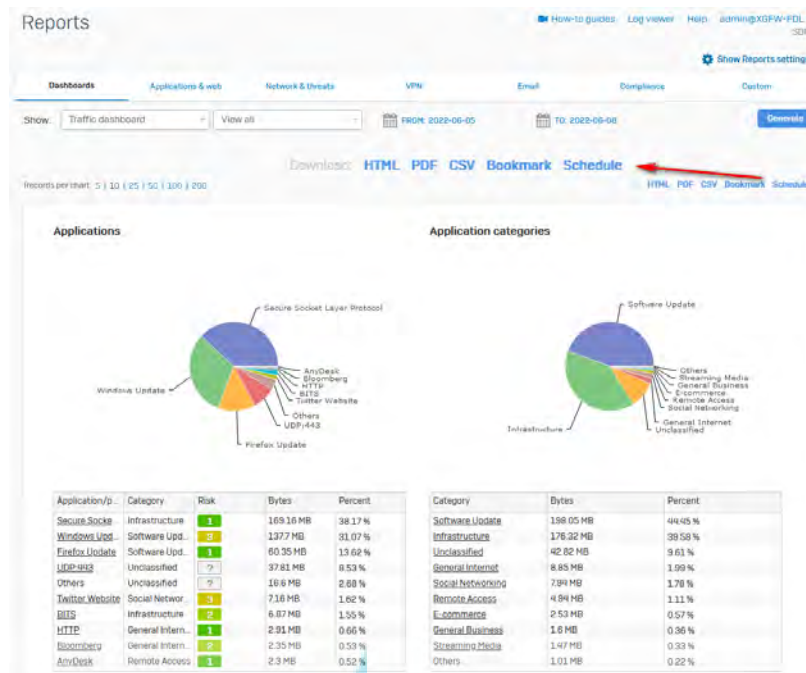 Reports
How-to guides Log viewer Help admin@XGFW-FDL
Show Reports setting
Dashboards Applications & web Network & threats VPN Email Compliance Custom
Show: Traffic dashboard View all FROM: 2022-06-05 TO: 2022-06-08 Generate
Download: HTML PDF CSV Bookmark Schedule
Records per chart 5 | 10 | 25 | 50 | 100 | 200
HTML PDF CSV Bookmark Schedule
Applications
Application categories
Secure Socket Layer Protocol
AnyDesk
Bloomberg
HTTP
BITS
Twitter Website
Others
UDP:443
Firefox Update
Windows Update
Software Update
Others
Streaming Media
General Business
E-commerce
Remote Access
Social Networking
General Internet
Unclassified
Infrastructure
Application/p... Category Risk Bytes Percent
Secure Socke... Infrastructure 1 169.16 MB 38.17 %
Windows Upd... Software Upd... 3 137.7 MB 31.07 %
Firefox Update Software Upd... 1 60.35 MB 13.62 %
UDP:443 Unclassified ? 37.81 MB 8.53 %
Others Unclassified ? MB 2.68 %
Twitter Website Social Networ... 3 7.16 MB 1.62 %
BITS Infrastructure 2 6.87 MB 1.55 %
HTTP General Intern... 1 2.91 MB 0.66 %
Bloomberg General Intern... 2 2.35 MB 0.53 %
AnyDesk Remote Access 1 2.3 MB 0.52 %
Category Bytes Percent
Software Update 198.05 MB 44.45 %
Infrastructure 176.32 MB 39.58 %
Unclassified 42.82 MB 9.61 %
General Internet 8.85 MB 1.99 %
Social Networking 7.94 MB 1.78 %
Remote Access 4.94 MB 1.11 %
E-commerce 2.53 MB 0.57 %
General Business 1.6 MB 0.36 %
Streaming Media 1.47 MB 0.33 %
Others 1.01 MB 0.22 %